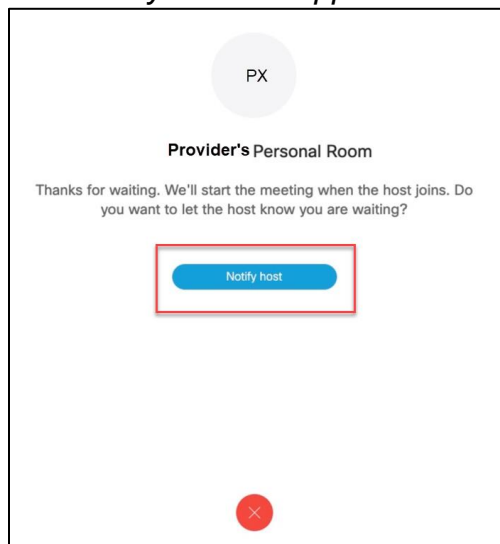 PX
Provider's Personal Room
Thanks for waiting. We'll start the meeting when the host joins. Do
you want to let the host know you are waiting?
Notify host